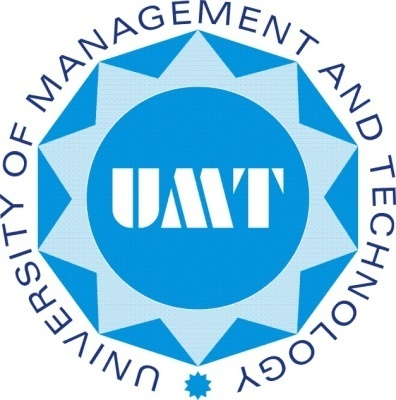 UNIVERSITY OF MANAGEMENT AND TECHNOLOGY
UMT